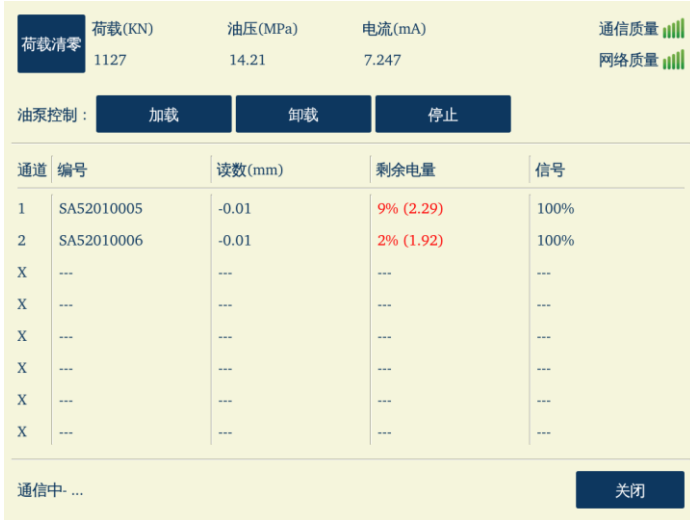 荷载清零 荷载(KN) 油压(MPa) 电流(mA) 通信质量
1127 14.21 7.247 网络质量
油泵控制： 加载 卸载 停止
通道 编号 读数(mm) 剩余电量 信号
1 SA52010005 -0.01 9% (2.29) 100%
2 SA52010006 -0.01 2% (1.92) 100%
X --- --- --- ---
X --- --- --- ---
X --- --- --- ---
X --- --- --- ---
X --- --- --- ---
X --- --- --- ---
通信中- ... 关闭